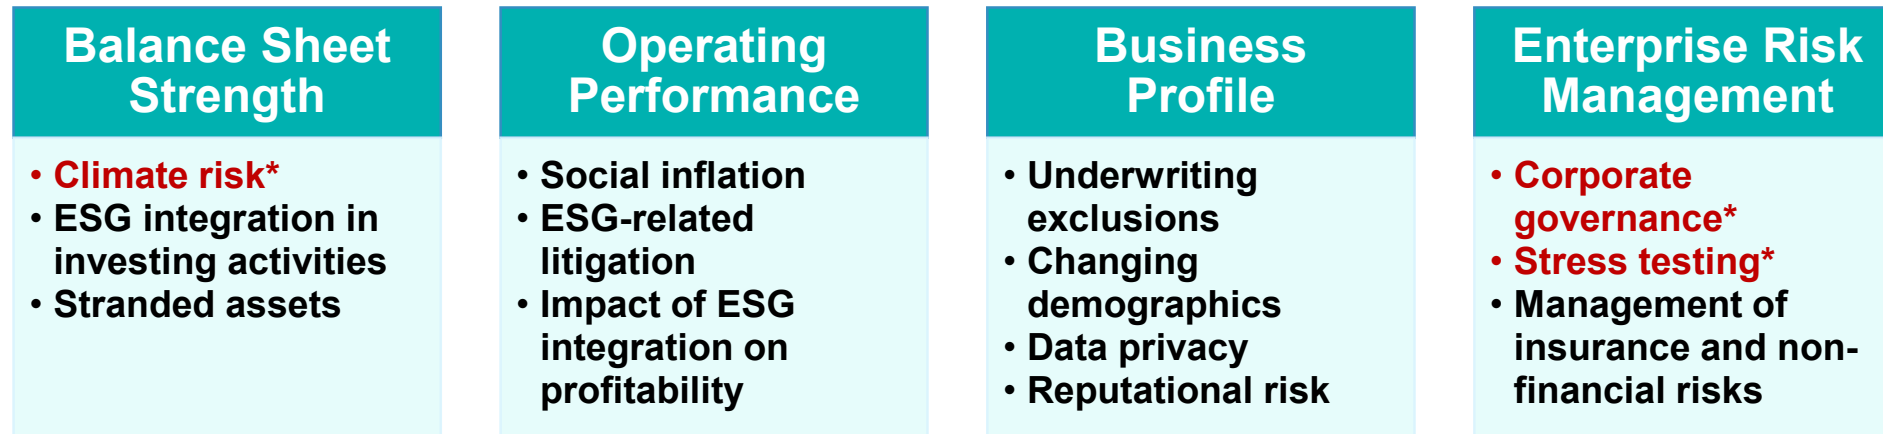 Balance Sheet
Strength
• Climate risk*
• ESG integration in
investing activities
• Stranded assets
Operating
Performance
• Social inflation
• ESG-related
litigation
• Impact of ESG
integration on
profitability
Business
Profile
• Underwriting
exclusions
• Changing
demographics
• Data privacy
• Reputational risk
Enterprise Risk
Management
• Corporate
governance*
• Stress testing*
• Management of
insurance and non-
financial risks